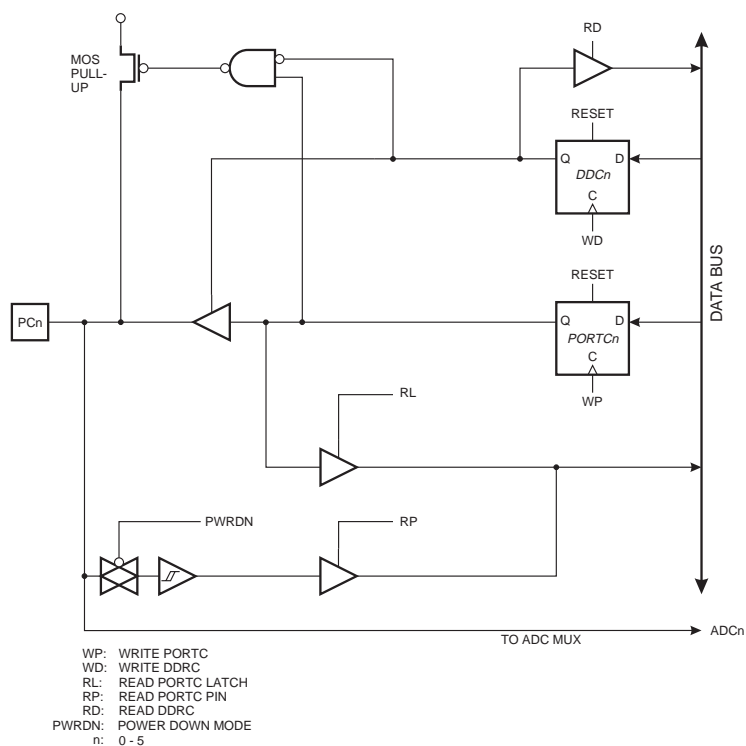 RD
MOS
PULL-
UP
RESET
Q D
DDCn
C
WD
DATA BUS
RESET
PCn
Q D
PORTCn
C
WP
RL
PWRDN
RP
TO ADC MUX
ADCn
WP: WRITE PORTC
WD: WRITE DDRC
RL: READ PORTC LATCH
RP: READ PORTC PIN
RD: READ DDRC
PWRDN: POWER DOWN MODE
n: 0 - 5